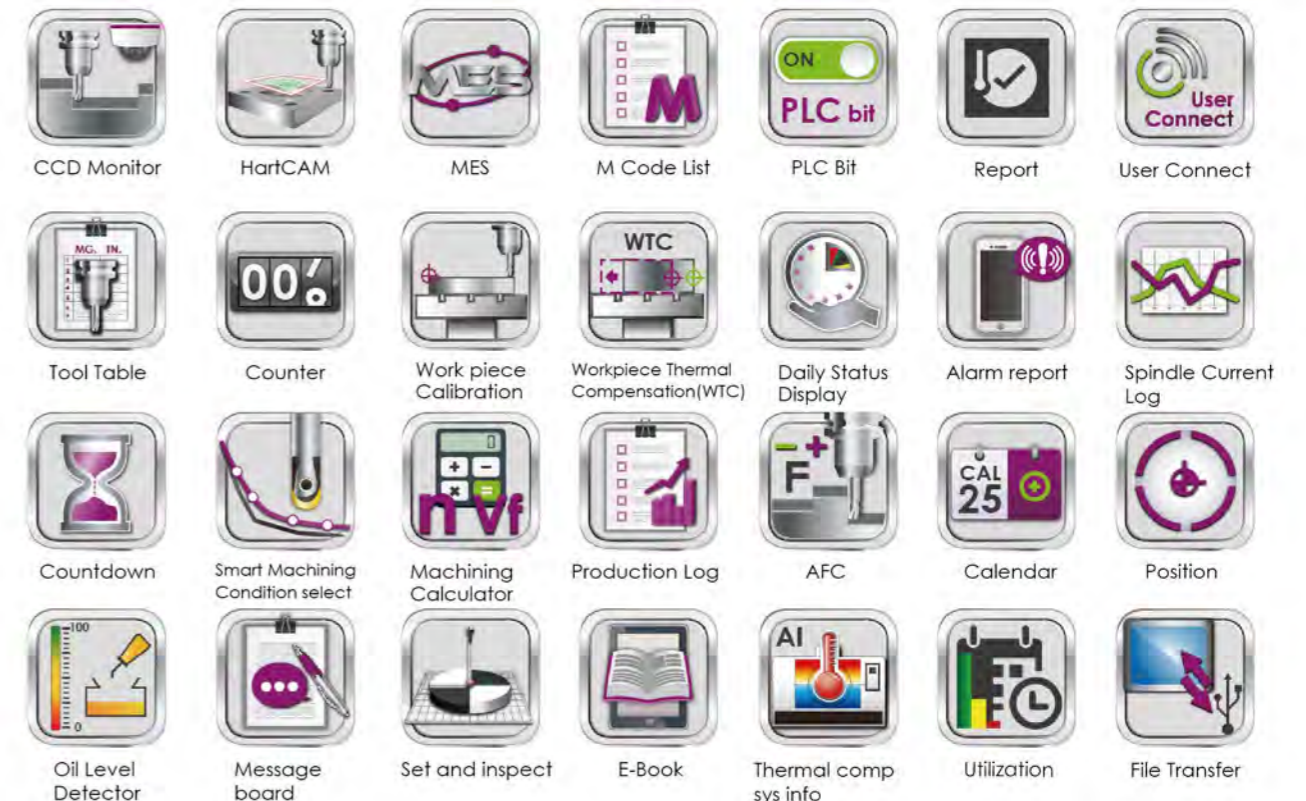 CCD Monitor
HartCAM
MES
MES
M
M Code List
ON
PLC bit
PLC Bit
Report
User
Connect
User Connect
MG. IN.
Tool Table
00
Counter
Work piece
Calibration
WTC
Workpiece Thermal
Compensation(WTC)
Daily Status
Display
Alarm report
Spindle Current
Log
Countdown
Smart Machining
Condition select
0
+ -
× =
n vf
Machining
Calculator
Production Log
- +
F
AFC
CAL
25
Calendar
Position
100
0
Oil Level
Detector
Message
board
Set and inspect
E-Book
AI
Thermal comp
sys info
Utilization
File Transfer